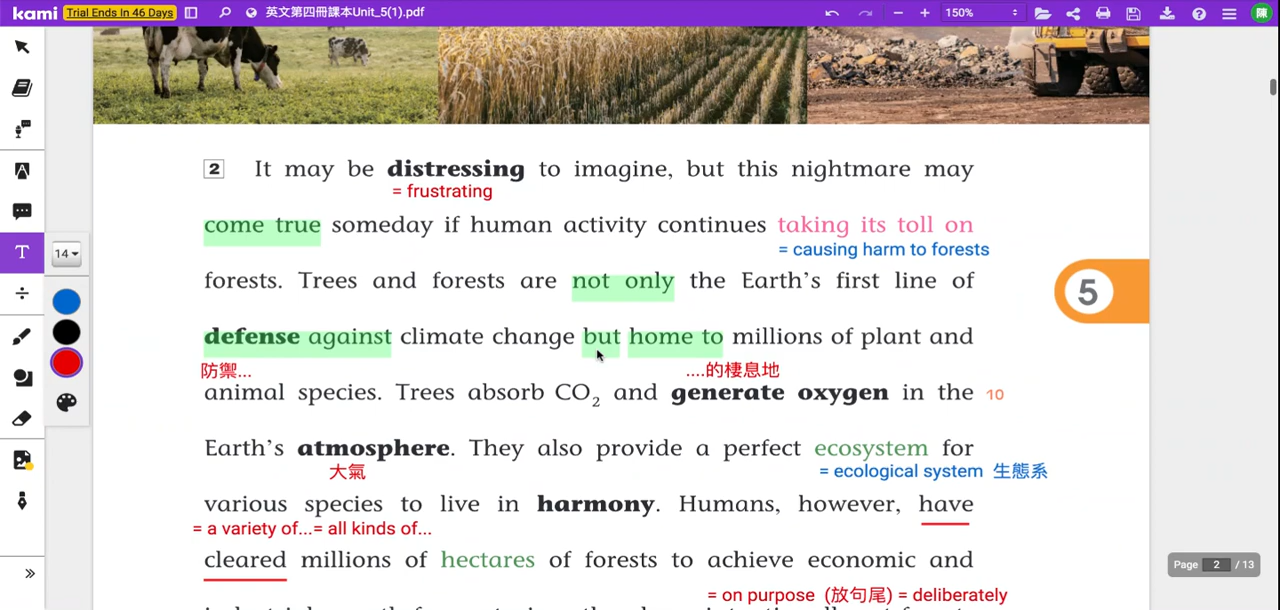 kami Trial Ends In 46 Days 英文第四冊課本Unit_5(1).pdf 150% 陳
2 It may be distressing to imagine, but this nightmare may
= frustrating
come true someday if human activity continues taking its toll on
= causing harm to forests
forests. Trees and forests are not only the Earth's first line of
5
defense against climate change but home to millions of plant and
防禦... ....的棲息地
animal species. Trees absorb CO₂ and generate oxygen in the 10
Earth's atmosphere. They also provide a perfect ecosystem for
大氣 = ecological system 生態系
various species to live in harmony. Humans, however, have
= a variety of...= all kinds of...
cleared millions of hectares of forests to achieve economic and
= on purpose (放句尾) = deliberately
T 14
Page 2 / 13